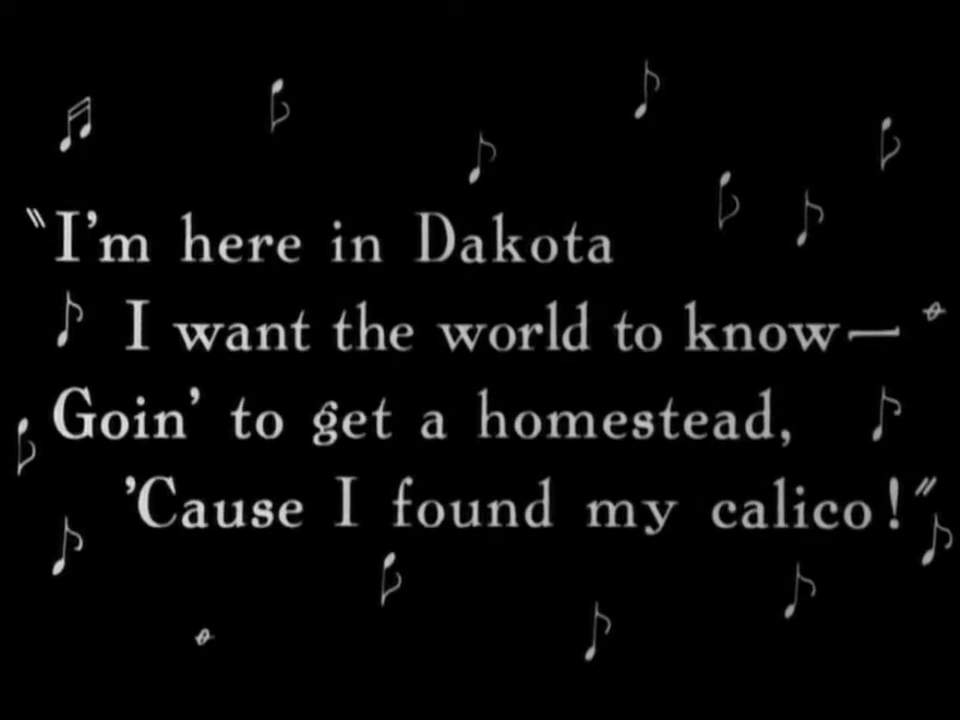 "I'm here in Dakota
I want the world to know—
Goin' to get a homestead,
'Cause I found my calico!"